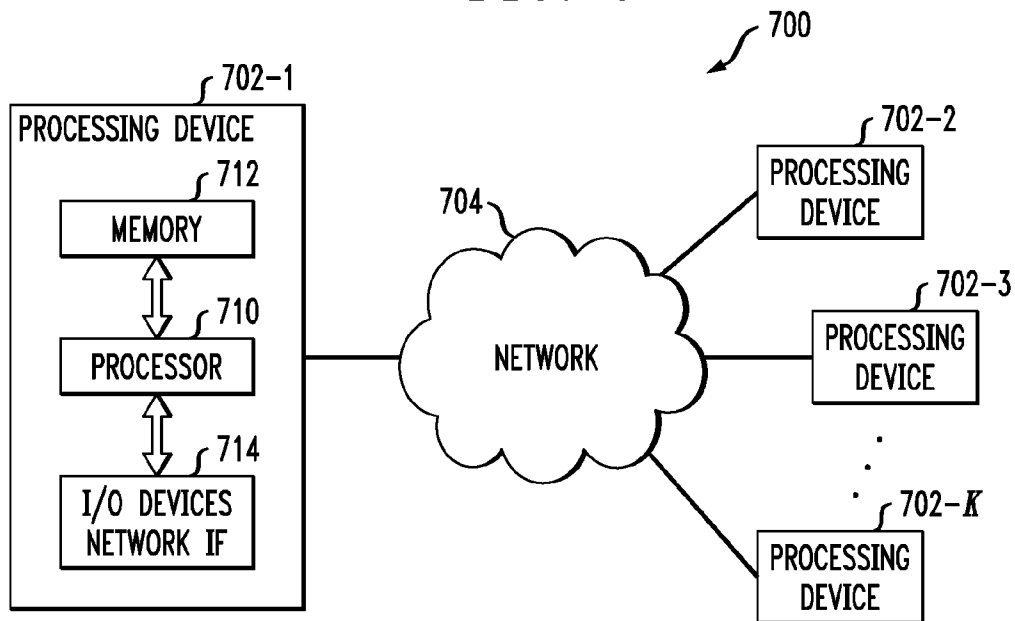 700
702-1
PROCESSING DEVICE
712
MEMORY
710
PROCESSOR
714
I/O DEVICES
NETWORK IF
704
NETWORK
702-2
PROCESSING
DEVICE
702-3
PROCESSING
DEVICE
702-K
PROCESSING
DEVICE